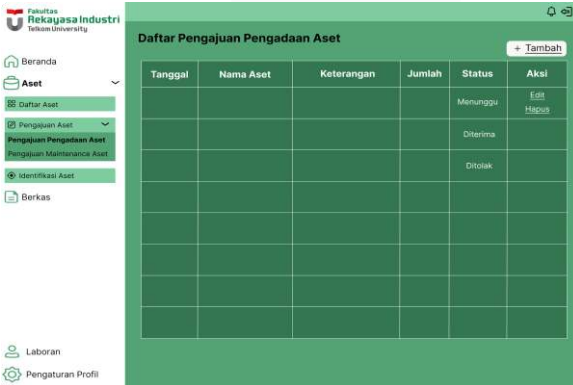 Fakultas
Rekayasa Industri
Telkom University
Beranda
Aset
Daftar Aset
Pengajuan Aset
Pengajuan Pengadaan Aset
Pengajuan Maintenance Aset
Identifikasi Aset
Berkas
Laboran
Pengaturan Profil
Daftar Pengajuan Pengadaan Aset
+ Tambah
Tanggal Nama Aset Keterangan Jumlah Status Aksi
Menunggu Edit
Hapus
Diterima
Ditolak